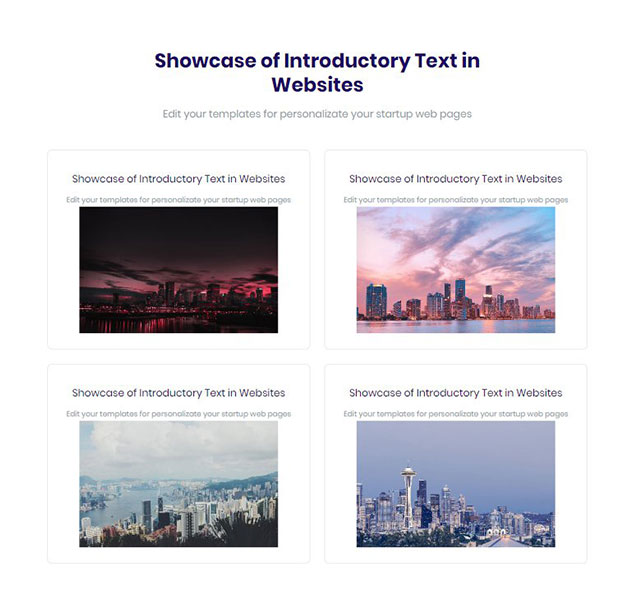 Showcase of Introductory Text in
Websites
Edit your templates for personalizate your startup web pages
Showcase of Introductory Text in Websites
Edit your templates for personalizate your startup web pages
Showcase of Introductory Text in Websites
Edit your templates for personalizate your startup web pages
Showcase of Introductory Text in Websites
Edit your templates for personalizate your startup web pages
Showcase of Introductory Text in Websites
Edit your templates for personalizate your startup web pages